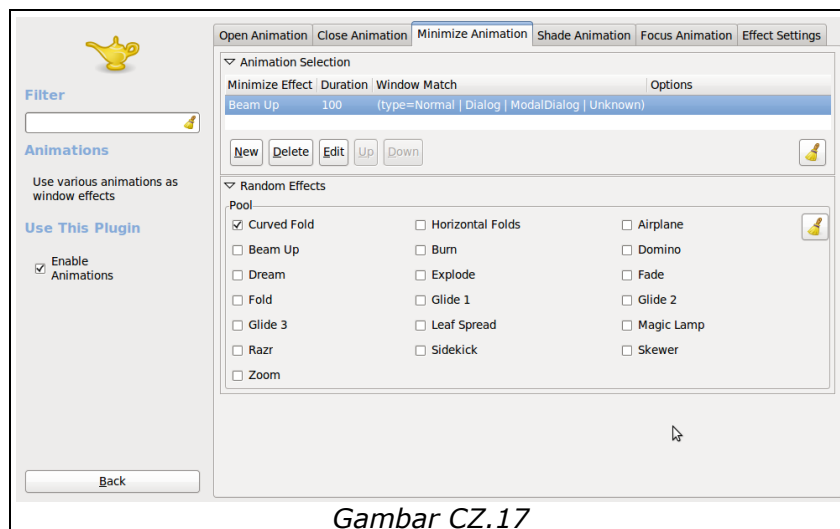 Filter
Animations
Use various animations as
window effects
Use This Plugin
Enable
Animations
Back
Open Animation Close Animation Minimize Animation Shade Animation Focus Animation Effect Settings
Animation Selection
Minimize Effect Duration Window Match Options
Beam Up 100 (type=Normal | Dialog | ModalDialog | Unknown)
New Delete Edit Up Down
Random Effects
Pool
Curved Fold Horizontal Folds Airplane
Beam Up Burn Domino
Dream Explode Fade
Fold Glide 1 Glide 2
Glide 3 Leaf Spread Magic Lamp
Razr Sidekick Skewer
Zoom
Gambar CZ.17